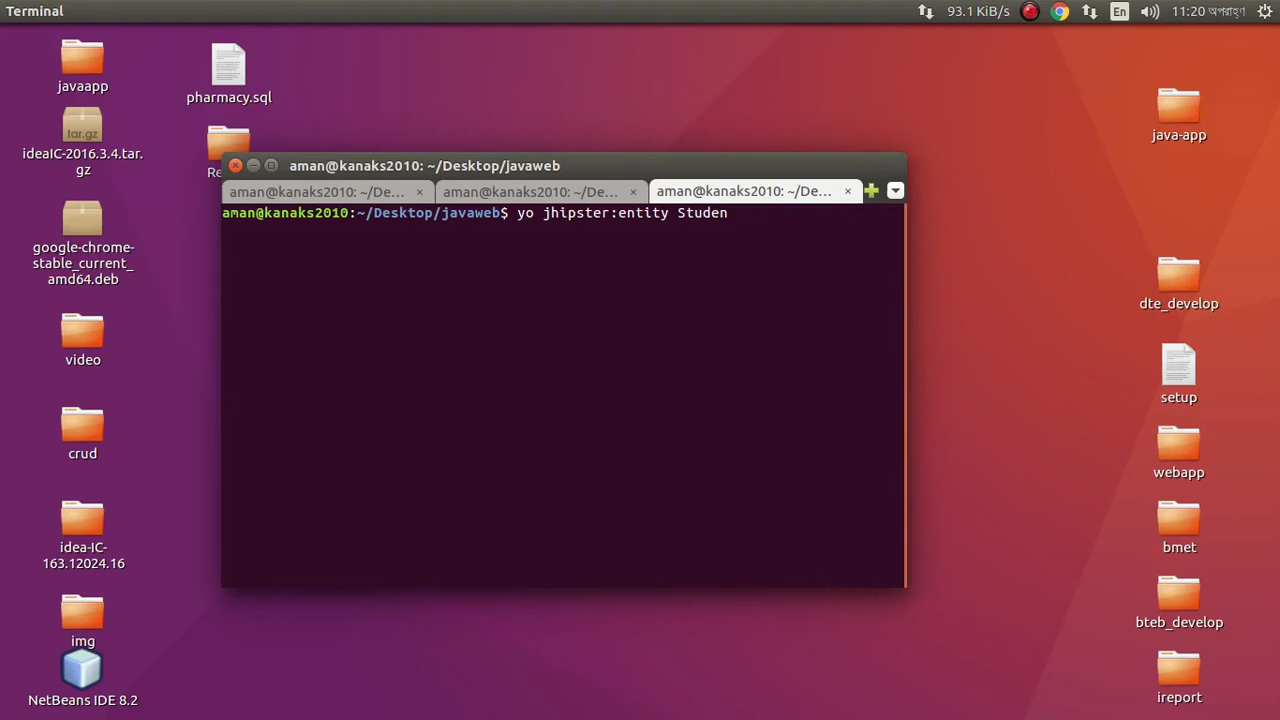 Terminal
93.1 KiB/s
En
11:20 অপরাহ্ণ
javaapp
pharmacy.sql
tar.gz
ideaIC-2016.3.4.tar.
gz
Re
google-chrome-
stable_current_
amd64.deb
video
crud
idea-IC-
163.12024.16
img
NetBeans IDE 8.2
aman@kanaks2010: ~/Desktop/javaweb
aman@kanaks2010: ~/De...
aman@kanaks2010: ~/De...
aman@kanaks2010: ~/De...
aman@kanaks2010:~/Desktop/javaweb$ yo jhipster:entity Studen
java-app
dte_develop
setup
webapp
bmet
bteb_develop
ireport